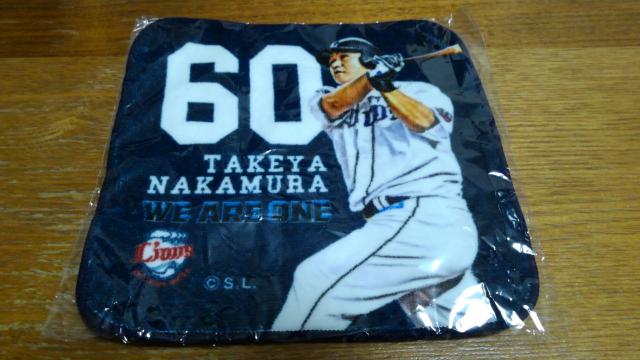 60
TAKEYA
NAKAMURA
WE ARE ONE
Lions
© S.L.